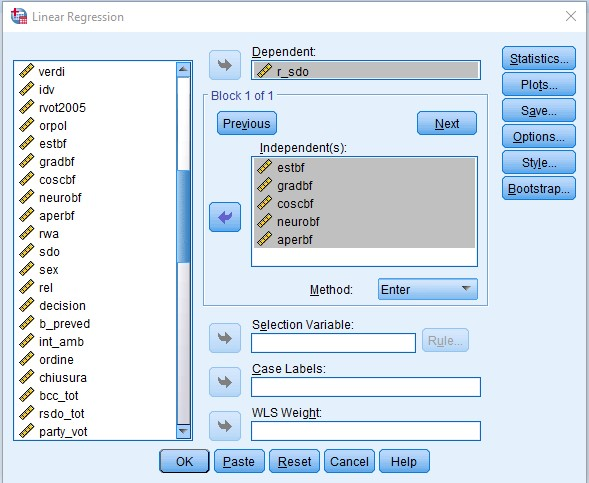 Linear Regression
verdi
idv
rvot2005
orpol
estbf
gradbf
coscbf
neurobf
aperbf
rwa
sdo
sex
rel
decision
b_preved
int_amb
ordine
chiusura
bcc_tot
rsdo_tot
party_vot
Dependent:
r_sdo
Block 1 of 1
Previous
Next
Independent(s):
estbf
gradbf
coscbf
neurobf
aperbf
Method: Enter
Selection Variable:
Rule...
Case Labels:
WLS Weight:
Statistics...
Plots...
Save...
Options...
Style...
Bootstrap...
OK Paste Reset Cancel Help